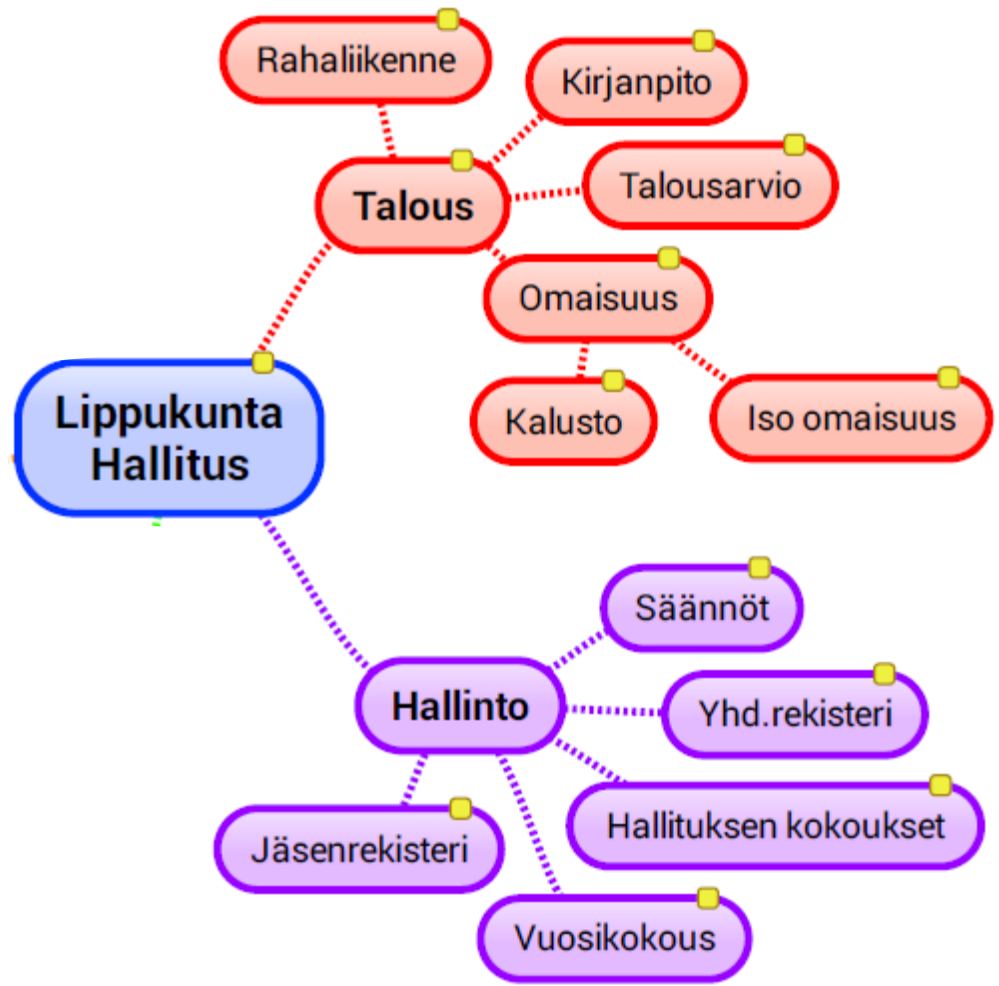 Rahaliikenne
Kirjanpito
Talousarvio
Talous
Omaisuus
Kalusto
Iso omaisuus
Lippukunta
Hallitus
Säännöt
Yhd.rekisteri
Hallinto
Hallituksen kokoukset
Jäsenrekisteri
Vuosikokous